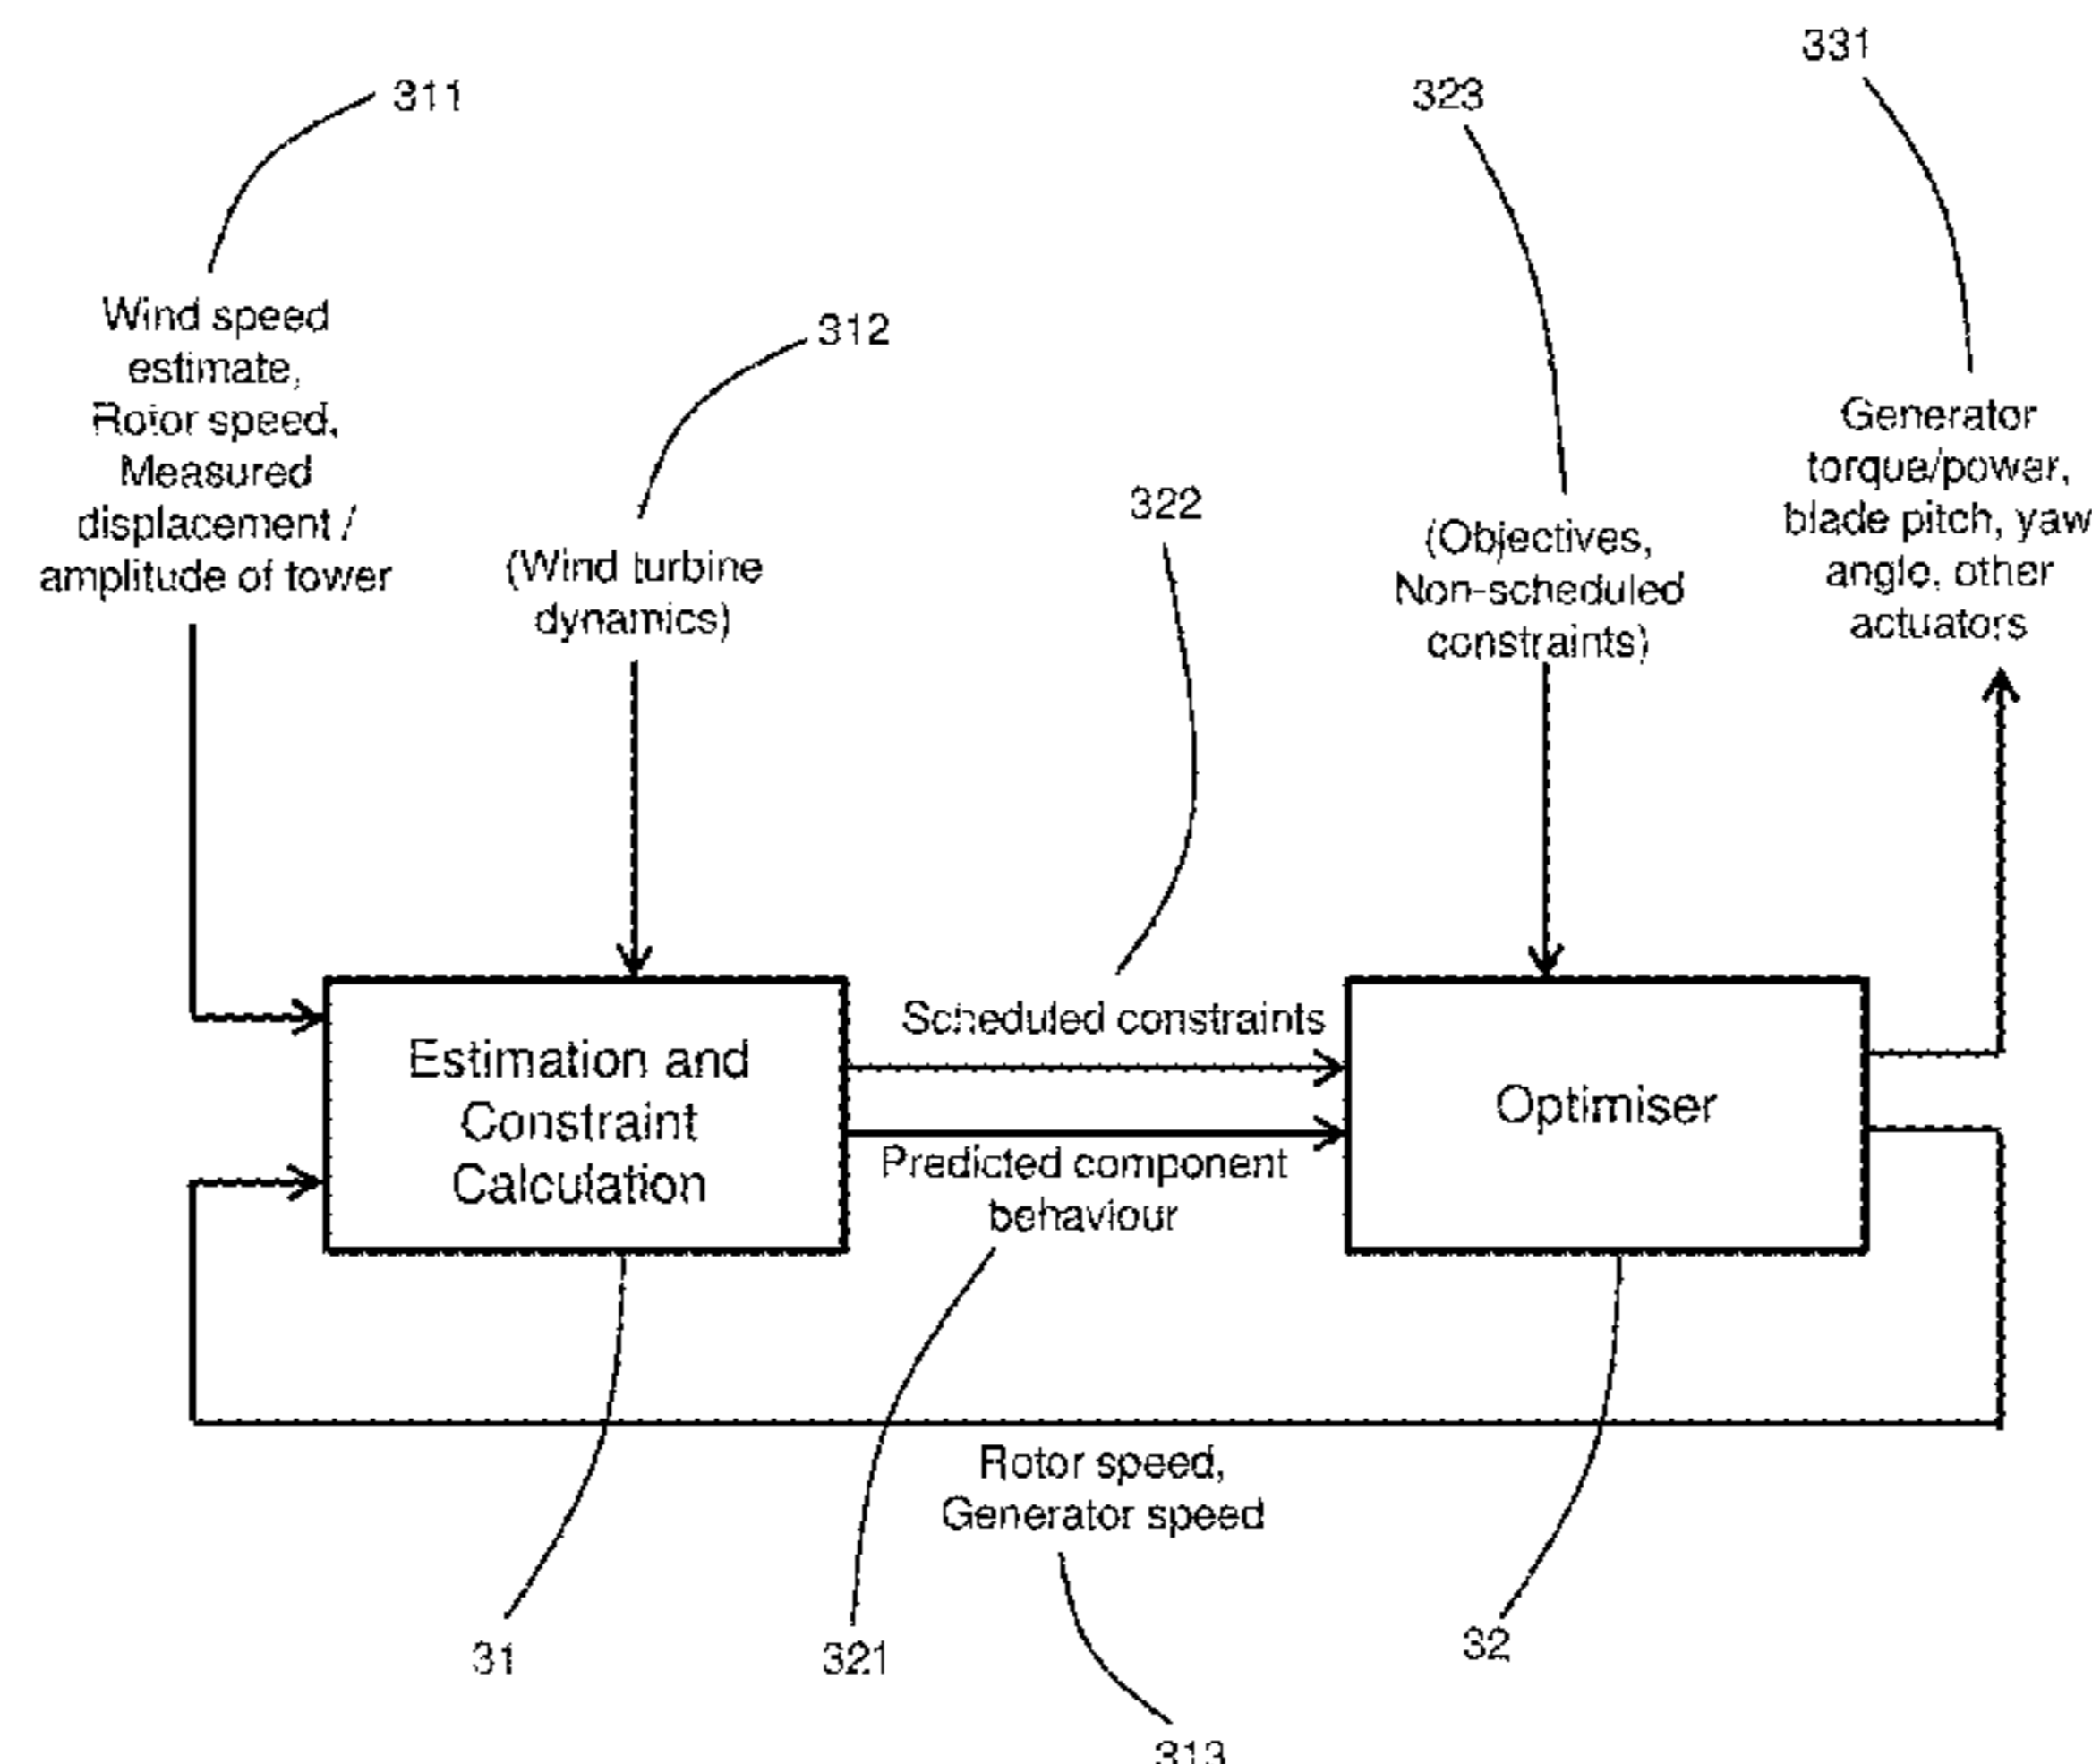 331
311
323
Wind speed
estimate,
Rotor speed,
Measured
displacement /
amplitude of tower
312
(Wind turbine
dynamics)
322
(Objectives,
Non-scheduled
constraints)
Generator
torque/power,
blade pitch, yaw
angle, other
actuators
Estimation and
Constraint
Calculation
Scheduled constraints
Predicted component
behaviour
Optimiser
Rotor speed,
Generator speed
31
321
32
313